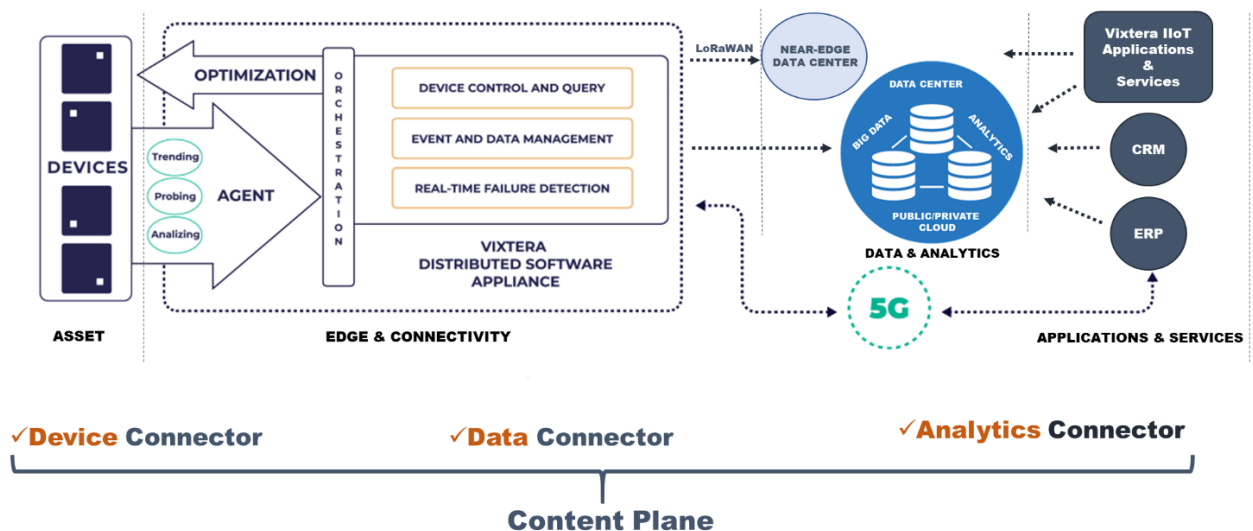 DEVICES
OPTIMIZATION
Trending
Probing
Analizing
AGENT
ORCHESTRATION
DEVICE CONTROL AND QUERY
EVENT AND DATA MANAGEMENT
REAL-TIME FAILURE DETECTION
VIXTERA
DISTRIBUTED SOFTWARE
APPLIANCE
LoRaWAN
NEAR-EDGE
DATA CENTER
DATA CENTER
BIG DATA
ANALYTICS
PUBLIC/PRIVATE
CLOUD
DATA & ANALYTICS
5G
Vixtera IIoT
Applications
&
Services
CRM
ERP
ASSET
EDGE & CONNECTIVITY
APPLICATIONS & SERVICES
✓Device Connector
✓Data Connector
✓Analytics Connector
Content Plane